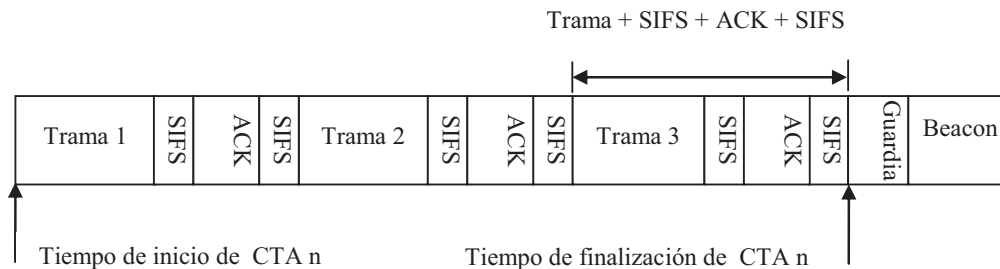 Trama + SIFS + ACK + SIFS
Trama 1 SIFS ACK SIFS Trama 2 SIFS ACK SIFS Trama 3 SIFS ACK SIFS Guardia Beacon
Tiempo de inicio de CTA n Tiempo de finalización de CTA n